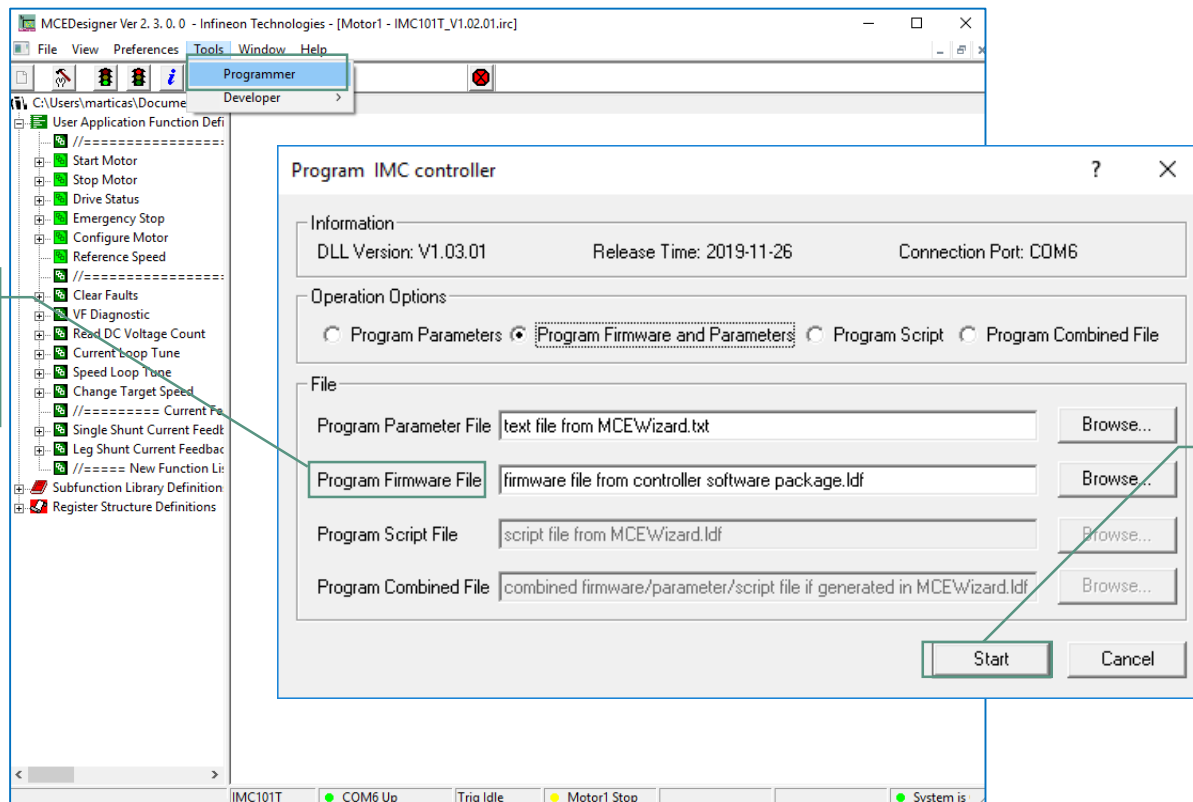 MCEDesigner Ver 2. 3. 0. 0 - Infineon Technologies - [Motor1 - IMC101T_V1.02.01.irc]
File View Preferences Tools Window Help
Programmer
Developer
C:\Users\marticas\Docume
User Application Function Defi
//=================
Start Motor
Stop Motor
Drive Status
Emergency Stop
Configure Motor
Reference Speed
//=================
Clear Faults
VF Diagnostic
Read DC Voltage Count
Current Loop Tune
Speed Loop Tune
Change Target Speed
//========= Current Fe
Single Shunt Current Feedb
Leg Shunt Current Feedbac
//===== New Function Lis
Subfunction Library Definition
Register Structure Definitions
Program IMC controller
Information
DLL Version: V1.03.01 Release Time: 2019-11-26 Connection Port: COM6
Operation Options
Program Parameters Program Firmware and Parameters Program Script Program Combined File
File
Program Parameter File text file from MCEWizard.txt Browse...
Program Firmware File firmware file from controller software package.ldf Browse...
Program Script File script file from MCEWizard.ldf Browse...
Program Combined File combined firmware/parameter/script file if generated in MCEWizard.ldf Browse...
Start Cancel
IMC101T COM6 Up Trig Idle Motor1 Stop System is